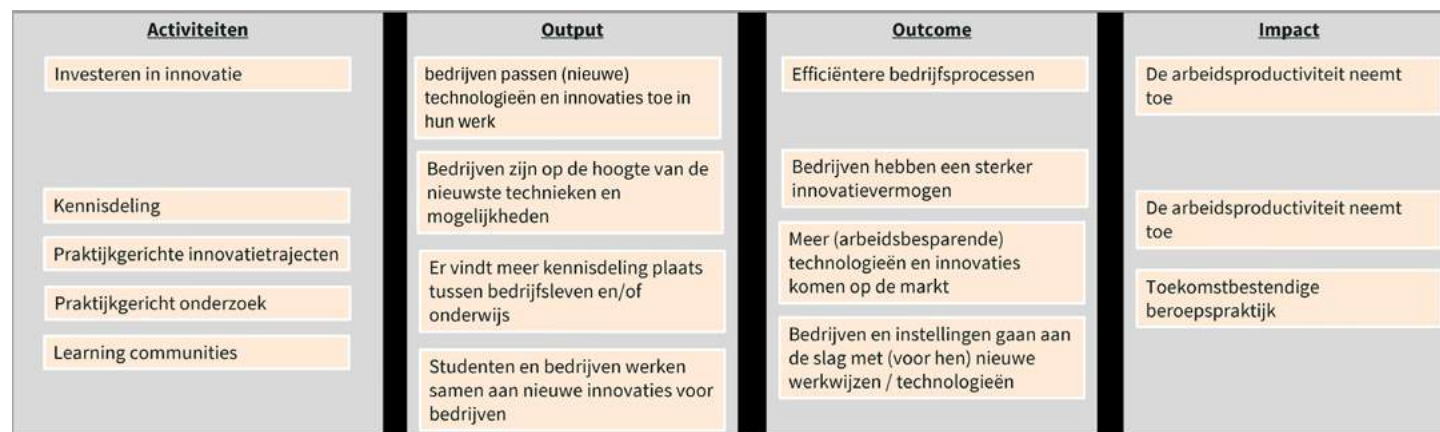 Activiteiten
Investeren in innovatie
Kennisdeling
Praktijkgerichte innovatietrajecten
Praktijkgericht onderzoek
Learning communities
Output
bedrijven passen (nieuwe)
technologieën en innovaties toe in
hun werk
Bedrijven zijn op de hoogte van de
nieuwste technieken en
mogelijkheden
Er vindt meer kennisdeling plaats
tussen bedrijfsleven en/of
onderwijs
Studenten en bedrijven werken
samen aan nieuwe innovaties voor
bedrijven
Outcome
Efficiëntere bedrijfsprocessen
Bedrijven hebben een sterker
innovatievermogen
Meer (arbeidsbesparende)
technologieën en innovaties
komen op de markt
Bedrijven en instellingen gaan aan
de slag met (voor hen) nieuwe
werkwijzen / technologieën
Impact
De arbeidsproductiviteit neemt
toe
De arbeidsproductiviteit neemt
toe
Toekomstbestendige
beroepspraktijk